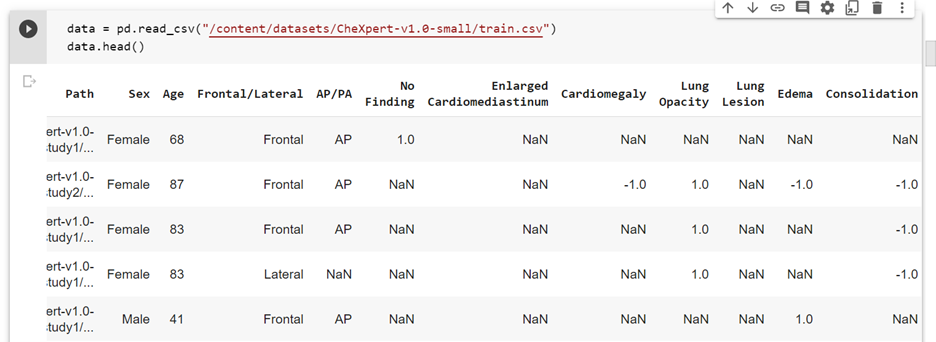 data = pd.read_csv("/content/datasets/CheXpert-v1.0-small/train.csv")
data.head()
Path Sex Age Frontal/Lateral AP/PA No Finding Enlarged Cardiomediastinum Cardiomegaly Lung Opacity Lung Lesion Edema Consolidation
ert-v1.0-
study1/... Female 68 Frontal AP 1.0 NaN NaN NaN NaN NaN NaN
ert-v1.0-
study2/... Female 87 Frontal AP NaN NaN -1.0 1.0 NaN -1.0 -1.0
ert-v1.0-
study1/... Female 83 Frontal AP NaN NaN NaN 1.0 NaN NaN -1.0
ert-v1.0-
study1/... Female 83 Lateral NaN NaN NaN NaN 1.0 NaN NaN -1.0
ert-v1.0-
study1/... Male 41 Frontal AP NaN NaN NaN NaN NaN 1.0 NaN